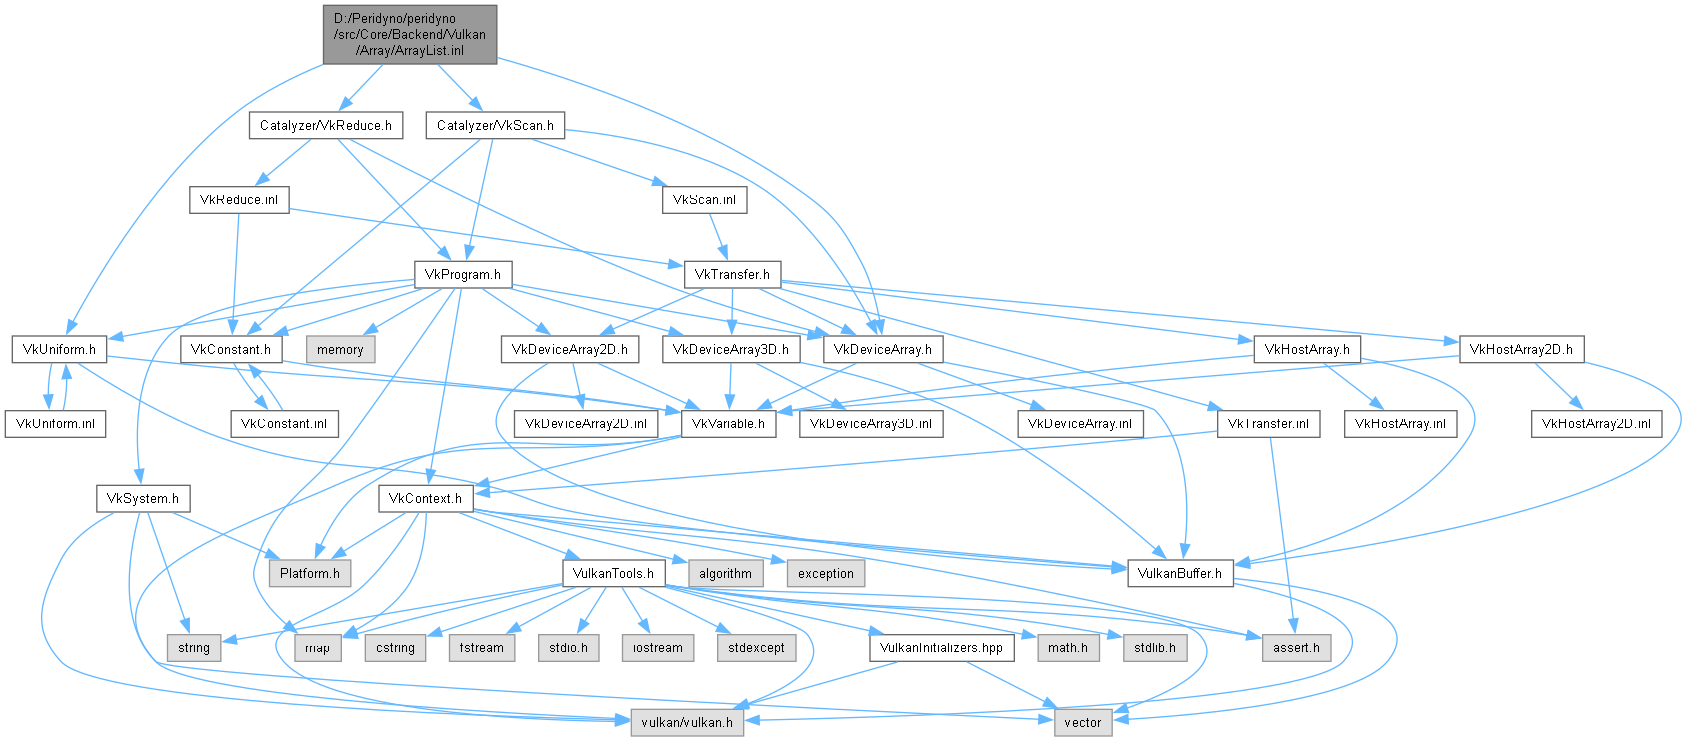 D:/Peridyno/peridyno
/src/Core/Backend/Vulkan
/Array/ArrayList.inl
Catalyzer/VkReduce.h
Catalyzer/VkScan.h
VkReduce.inl
VkScan.inl
VkProgram.h
VkTransfer.h
VkUniform.h
VkConstant.h
memory
VkDeviceArray2D.h
VkDeviceArray3D.h
VkDeviceArray.h
VkHostArray.h
VkHostArray2D.h
VkUniform.inl
VkConstant.inl
VkDeviceArray2D.inl
VkVariable.h
VkDeviceArray3D.inl
VkDeviceArray.inl
VkTransfer.inl
VkHostArray.inl
VkHostArray2D.inl
VkSystem.h
VkContext.h
Platform.h
VulkanTools.h
algorithm
exception
VulkanBuffer.h
string
map
cstring
fstream
stdio.h
iostream
stdexcept
VulkanInitializers.hpp
math.h
stdlib.h
assert.h
vulkan/vulkan.h
vector